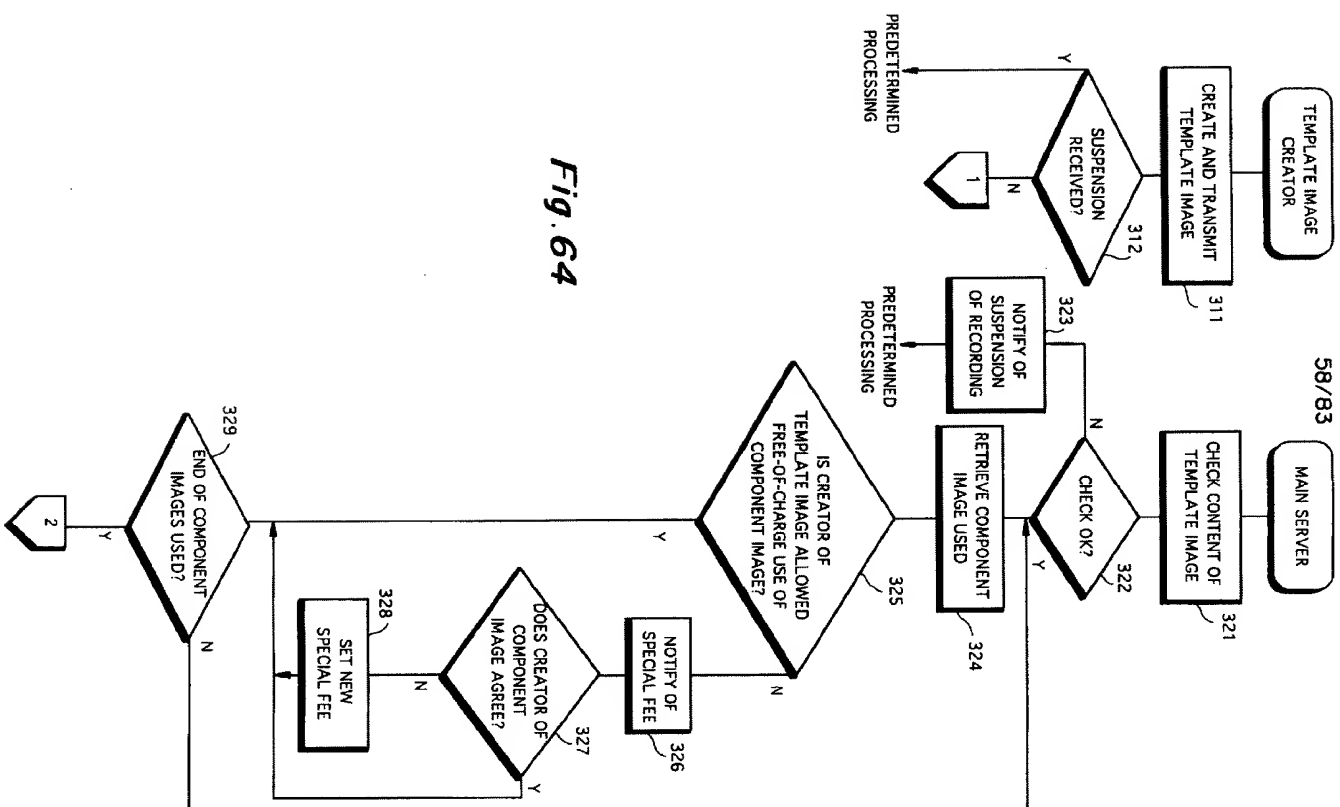 58/83
TEMPLATE IMAGE
CREATOR
CREATE AND TRANSMIT
TEMPLATE IMAGE
311
SUSPENSION
RECEIVED?
312
Y
N
PREDETERMINED
PROCESSING
1
MAIN SERVER
CHECK CONTENT OF
TEMPLATE IMAGE
321
CHECK OK?
322
N
Y
323
NOTIFY OF
SUSPENSION
OF RECORDING
PREDETERMINED
PROCESSING
RETRIEVE COMPONENT
IMAGE USED
324
IS CREATOR OF
TEMPLATE IMAGE ALLOWED
FREE-OF-CHARGE USE OF
COMPONENT IMAGE?
325
Y
N
NOTIFY OF
SPECIAL FEE
326
DOES CREATOR OF
COMPONENT
IMAGE AGREE?
327
N
Y
328
SET NEW
SPECIAL FEE
329
END OF COMPONENT
IMAGES USED?
N
Y
2
Fig. 64